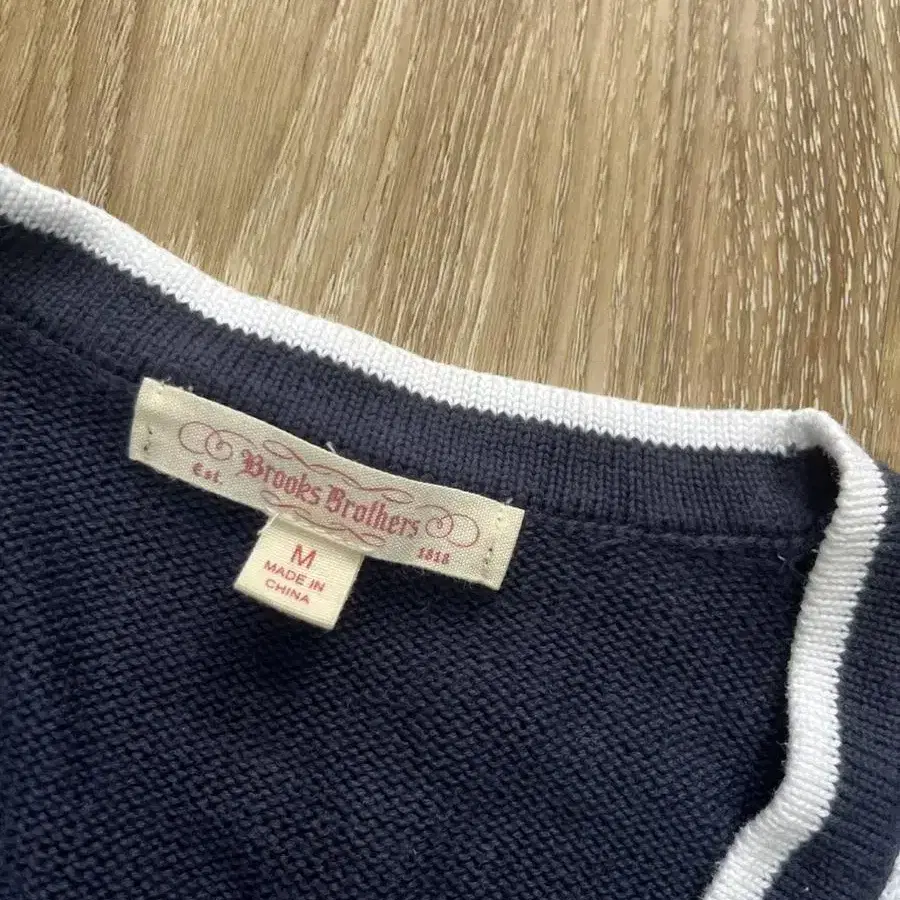 Brooks Brothers
Est. 1818
M
MADE IN
CHINA